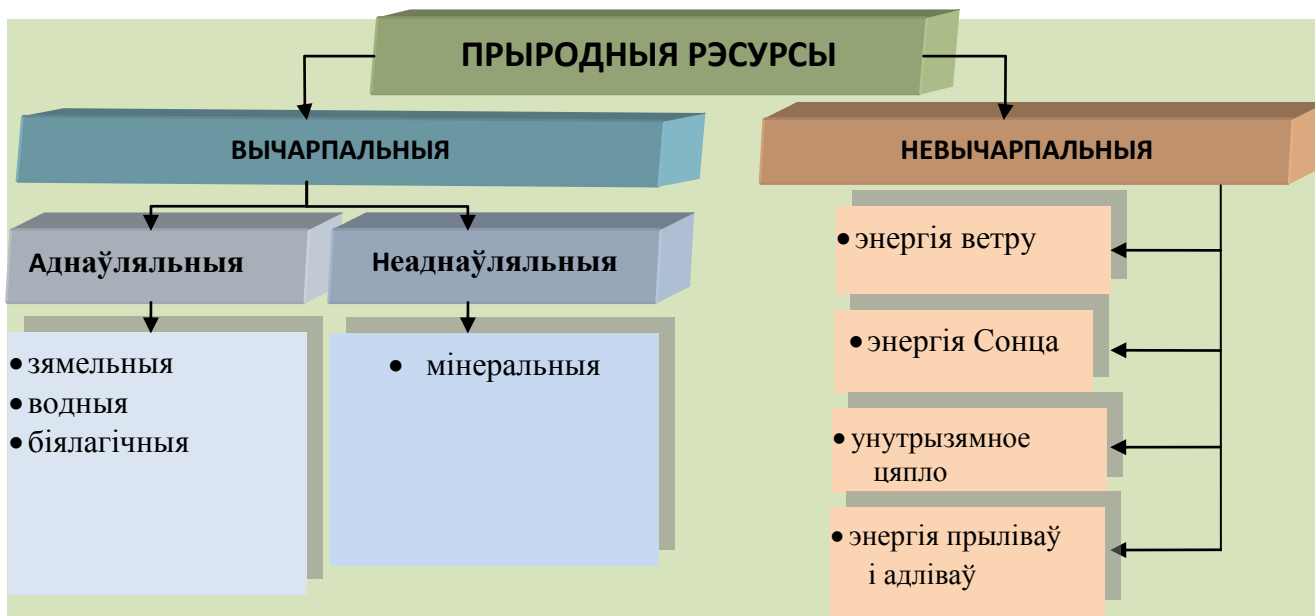 ПРЫРОДНЫЯ РЭСУРСЫ
ВЫЧАРПАЛЬНЫЯ
НЕВЫЧАРПАЛЬНЫЯ
Аднаўляльныя
Неаднаўляльныя
• зямельныя
• водныя
• біялагічныя
• мінеральныя
• энергія ветру
• энергія Сонца
• унутрызямное
цяпло
• энергія прыліваў
і адліваў